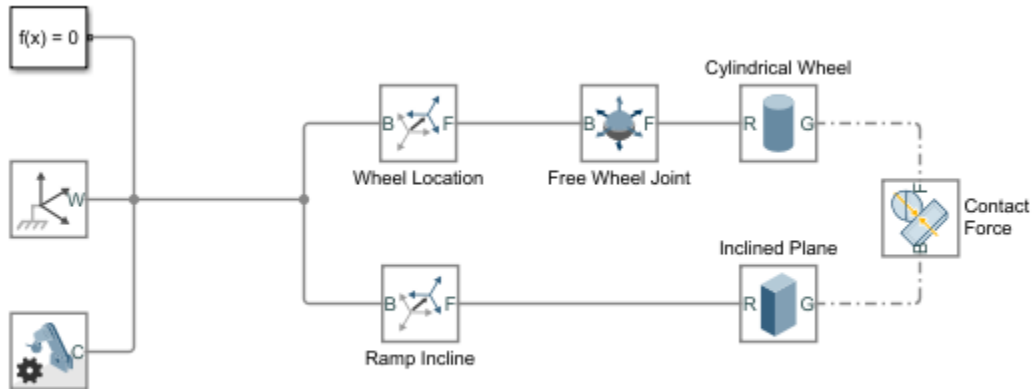 f(x) = 0
Cylindrical Wheel
B F
B F
R G
Wheel Location
Free Wheel Joint
W
F
Contact
Force
B
Inclined Plane
B F
R G
Ramp Incline
C